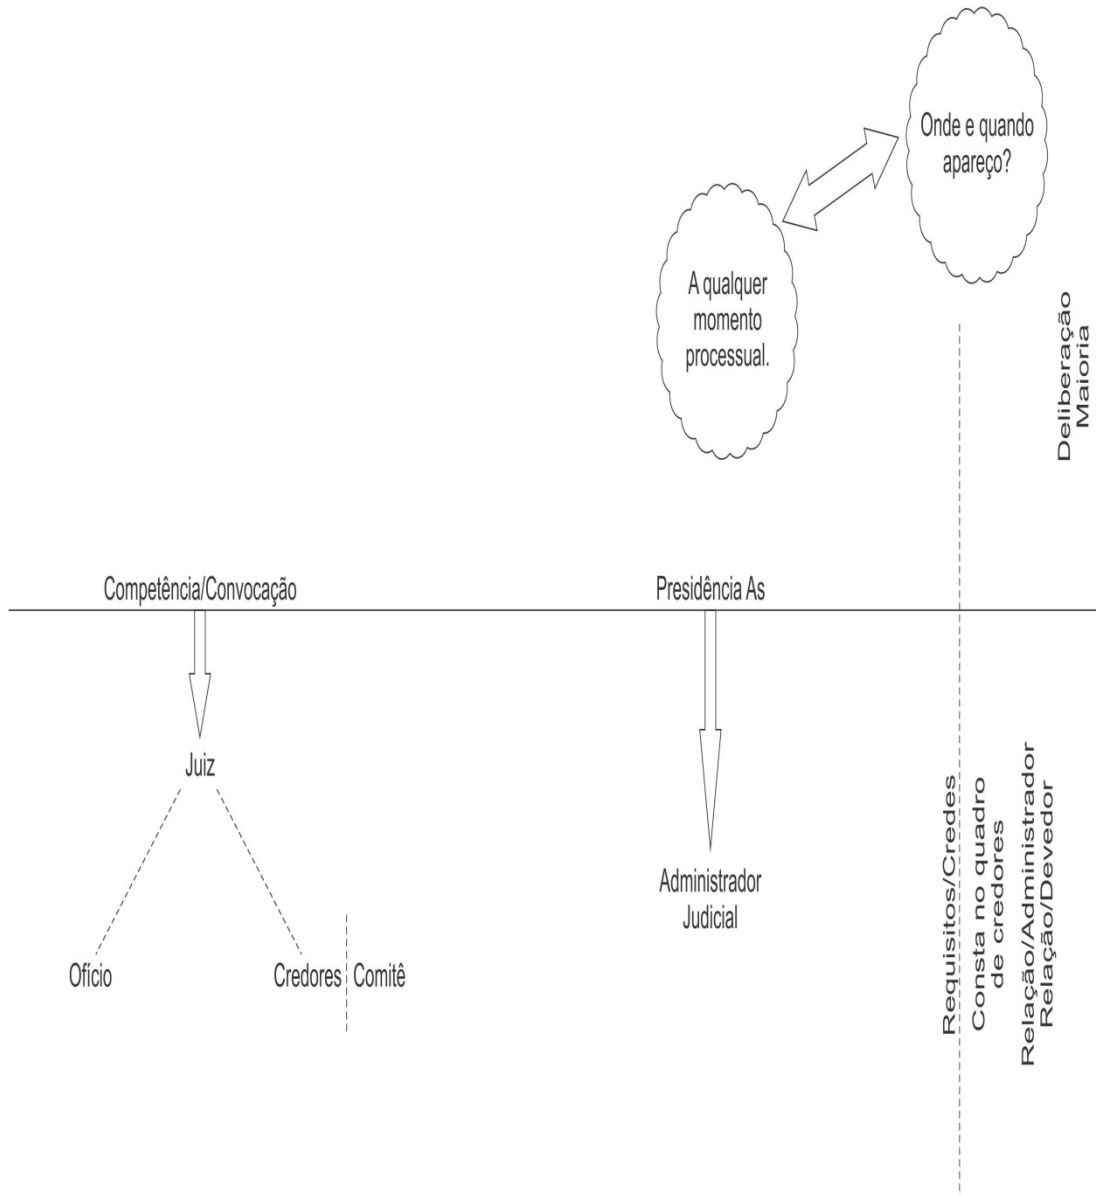 Onde e quando
apareço?
A qualquer
momento
processual.
Deliberação
Maioria
Competência/Convocação
Presidência As
Juiz
Ofício
Credores
Comitê
Administrador
Judicial
Requisitos/Credes
Consta no quadro
de credores
Relação/Administrador
Relação/Devedor